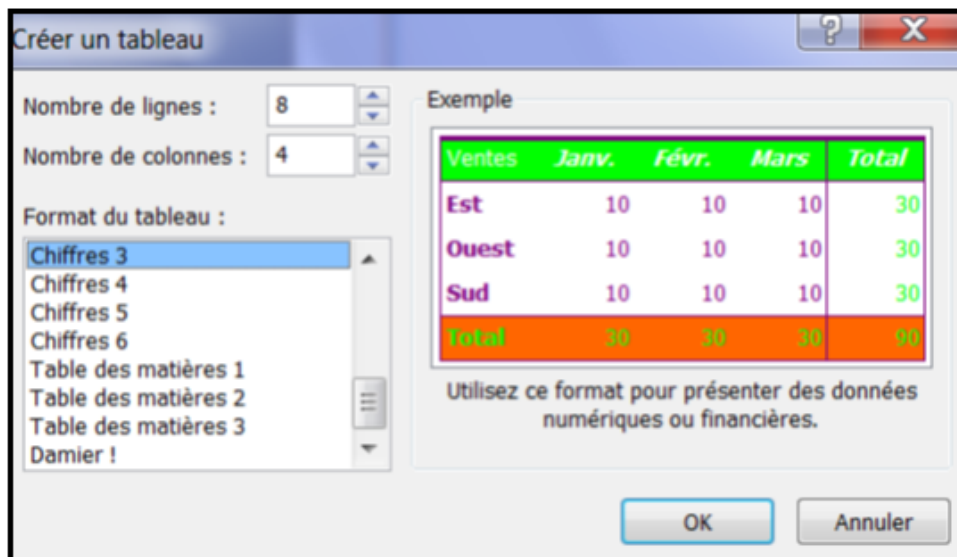 Créer un tableau
Nombre de lignes : 8
Nombre de colonnes : 4
Format du tableau :
Chiffres 3
Chiffres 4
Chiffres 5
Chiffres 6
Table des matières 1
Table des matières 2
Table des matières 3
Damier !
Exemple
Ventes Janv. Févr. Mars Total
Est 10 10 10 30
Ouest 10 10 10 30
Sud 10 10 10 30
Total 30 30 30 90
Utilisez ce format pour présenter des données
numériques ou financières.
OK Annuler